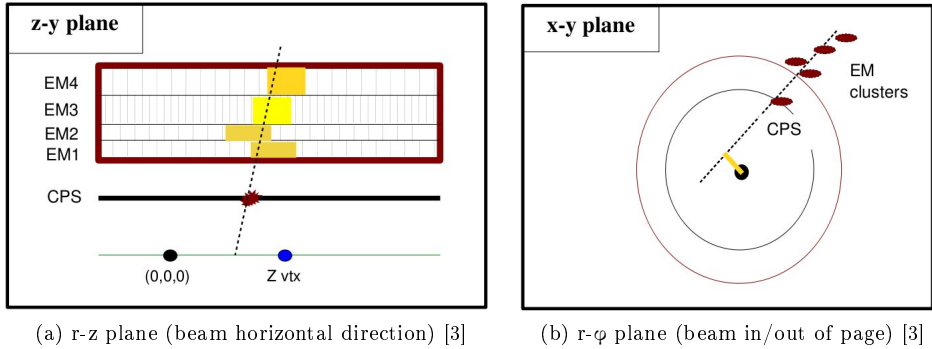 z-y plane
EM4
EM3
EM2
EM1
CPS
(0,0,0)
Z vtx
(a) r-z plane (beam horizontal direction) [3]
x-y plane
EM
clusters
CPS
(b) r-φ plane (beam in/out of page) [3]